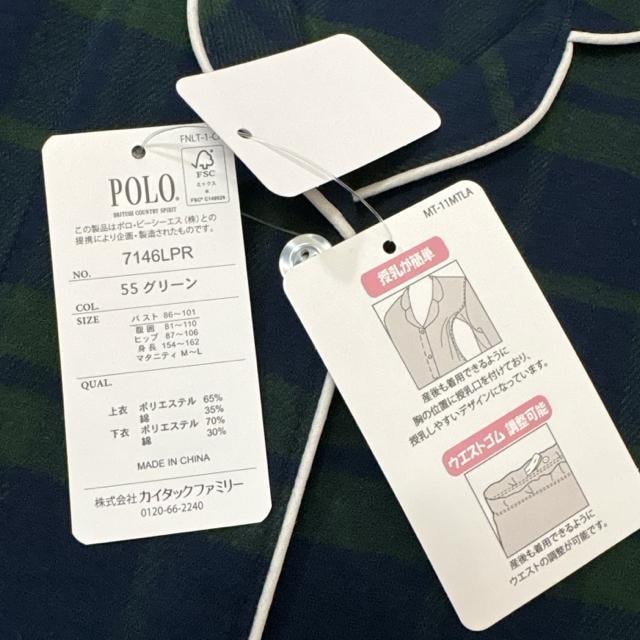 FNLT-1-C
FSC
ミックス
FSC® C148929
POLO®
BRITISH COUNTRY SPIRIT
この製品はポロ・ビーシーエス(株)との
提携により企画・製造されたものです。
NO. 7146LPR
COL. 55 グリーン
SIZE
バスト 86～101
腹囲 81～110
ヒップ 87～106
身長 154～162
マタニティ M～L
QUAL.
上衣 ポリエステル 65%
綿 35%
下衣 ポリエステル 70%
綿 30%
MADE IN CHINA
株式会社 カイタックファミリー
0120-66-2240
MT-11MTLA
授乳が簡単
産後も着用できるように
胸の位置に授乳口を付けており、
授乳しやすいデザインになっています。
ウエストゴム 調整可能
産後も着用できるように
ウエストの調整が可能です。